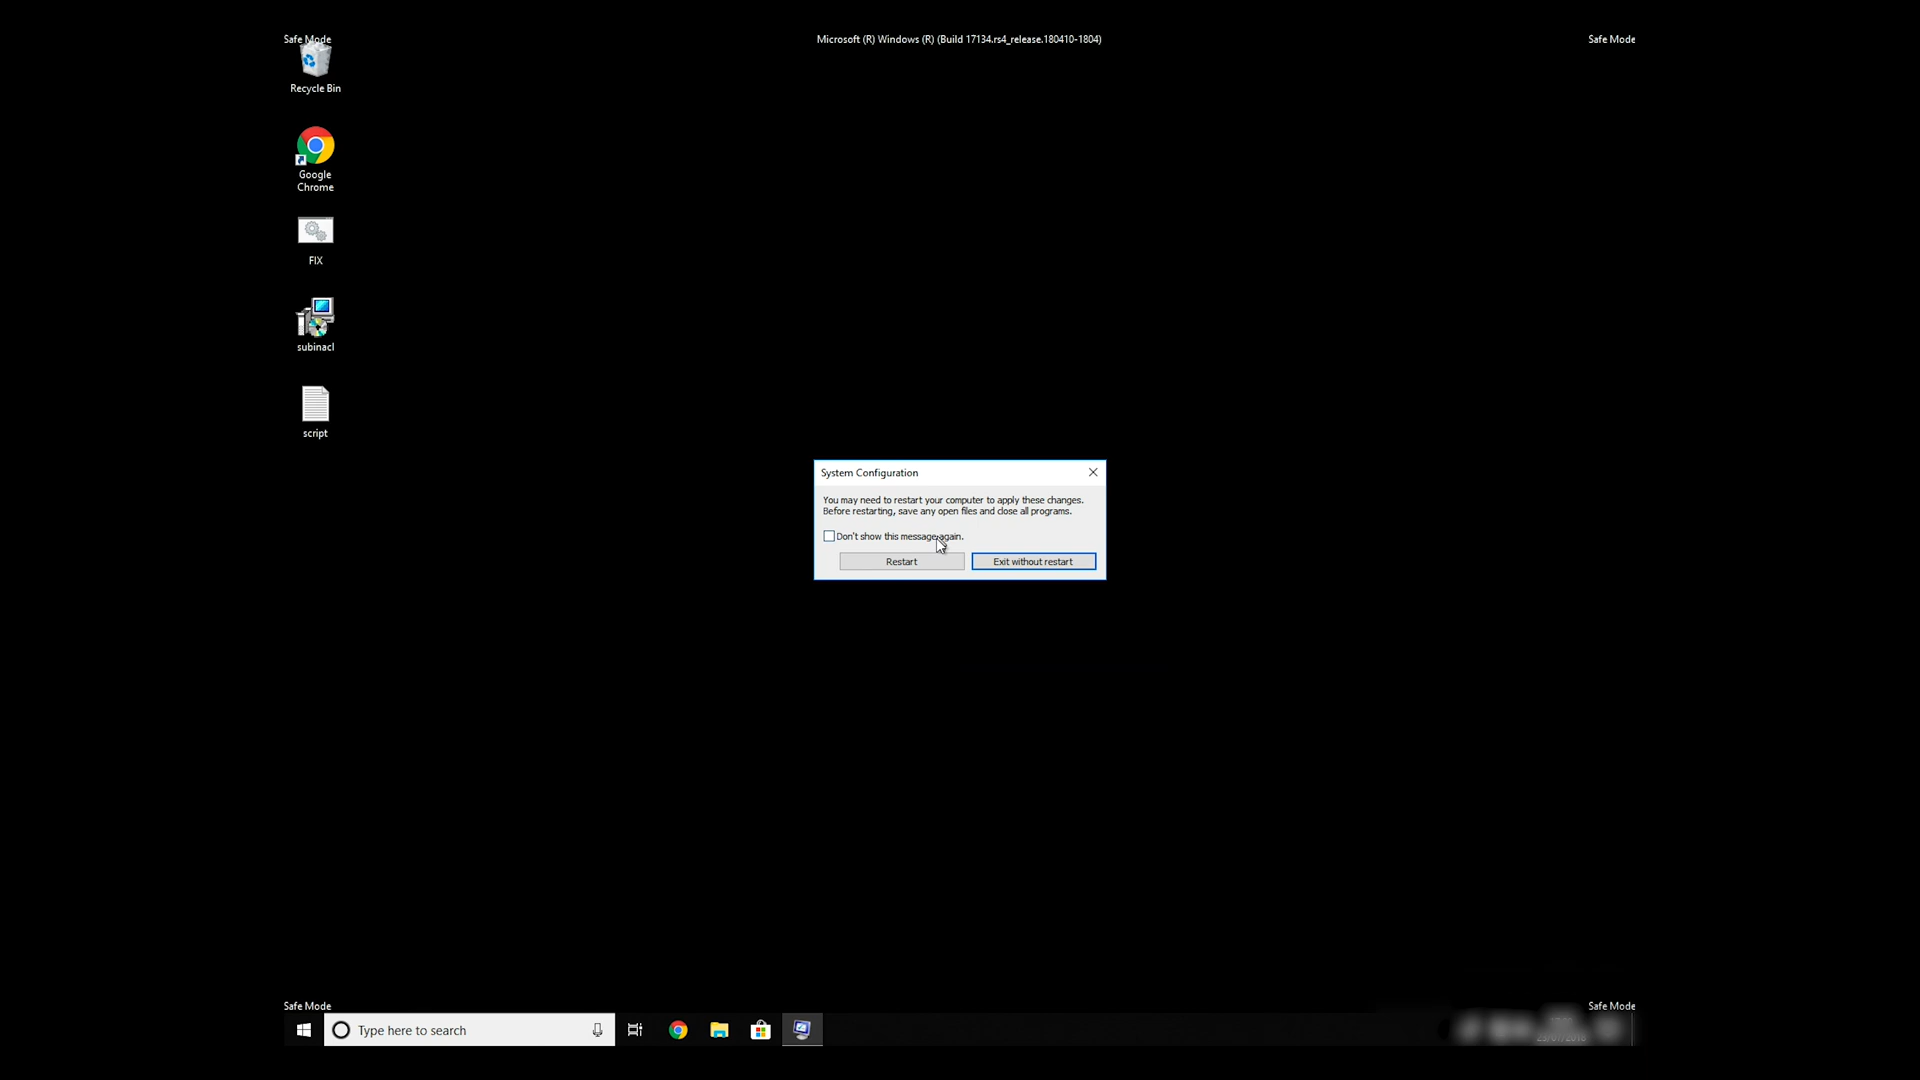 Safe Mode
Microsoft (R) Windows (R) (Build 17134.rs4_release.180410-1804)
Safe Mode
Recycle Bin
Google
Chrome
FIX
subinacl
script
System Configuration
You may need to restart your computer to apply these changes.
Before restarting, save any open files and close all programs.
Don't show this message again.
Restart
Exit without restart
Safe Mode
Safe Mode
Type here to search